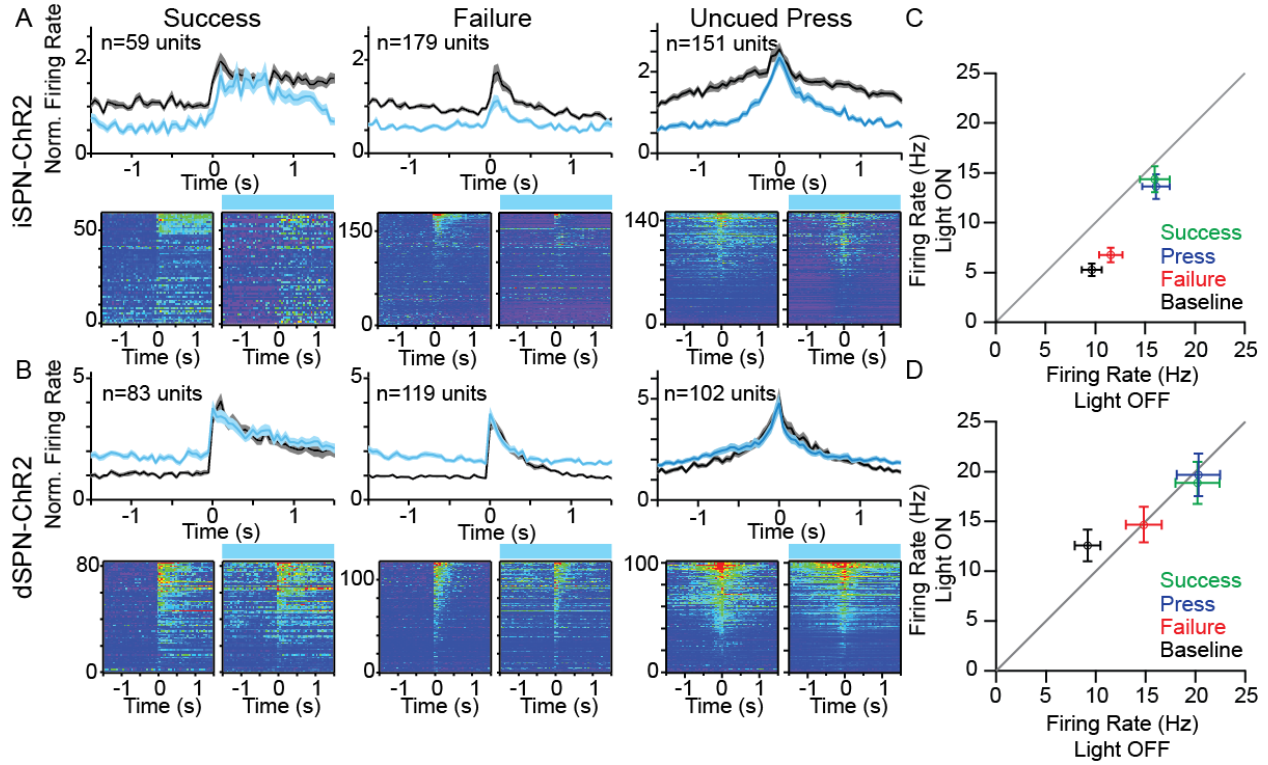 A
Success
Failure
Uncued Press
C
iSPN-ChR2
Norm. Firing Rate
n=59 units
n=179 units
n=151 units
2
0
2
0
2
0
-1 0 1
-1 0 1
-1 0 1
Time (s)
Time (s)
Time (s)
50
0
150
0
140
0
-1 0 1
-1 0 1
-1 0 1
-1 0 1
-1 0 1
-1 0 1
Time (s)
Time (s)
Time (s)
Time (s)
Time (s)
Time (s)
Firing Rate (Hz)
Light ON
25
20
15
10
5
0
Success
Press
Failure
Baseline
0 5 10 15 20 25
Firing Rate (Hz)
Light OFF
B
dSPN-ChR2
Norm. Firing Rate
n=83 units
n=119 units
n=102 units
5
0
5
0
5
0
-1 0 1
-1 0 1
-1 0 1
Time (s)
Time (s)
Time (s)
80
0
100
0
100
0
-1 0 1
-1 0 1
-1 0 1
-1 0 1
-1 0 1
-1 0 1
Time (s)
Time (s)
Time (s)
Time (s)
Time (s)
Time (s)
D
Firing Rate (Hz)
Light ON
25
20
15
10
5
0
Success
Press
Failure
Baseline
0 5 10 15 20 25
Firing Rate (Hz)
Light OFF